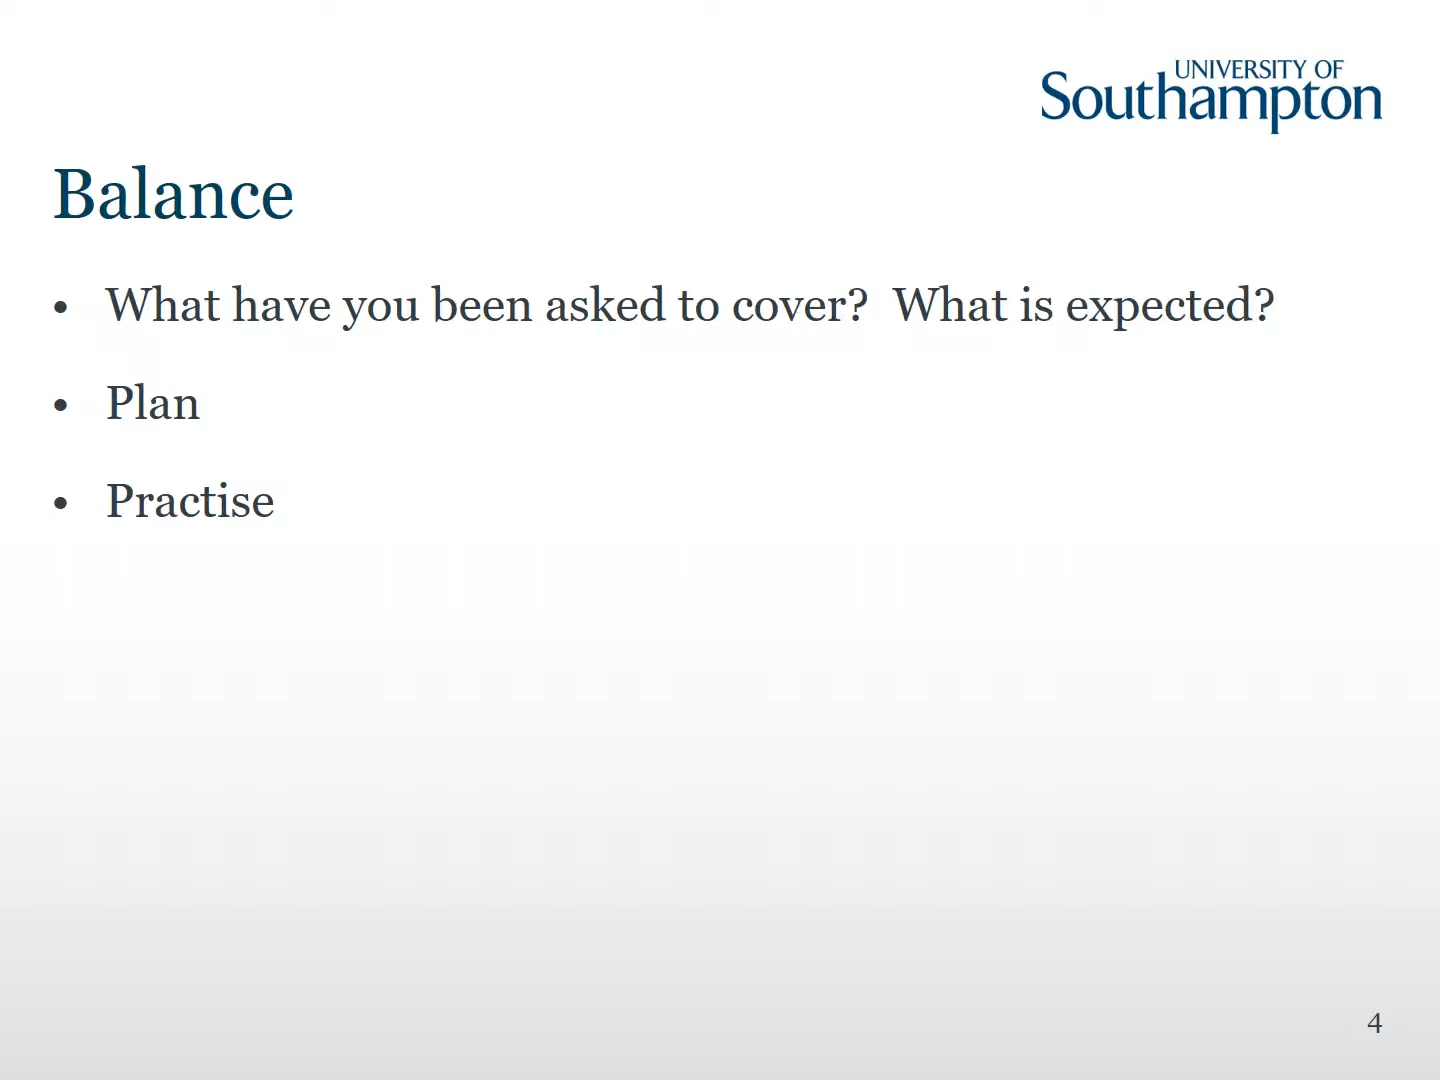 UNIVERSITY OF
Southampton
Balance
• What have you been asked to cover?  What is expected?
• Plan
• Practise
4